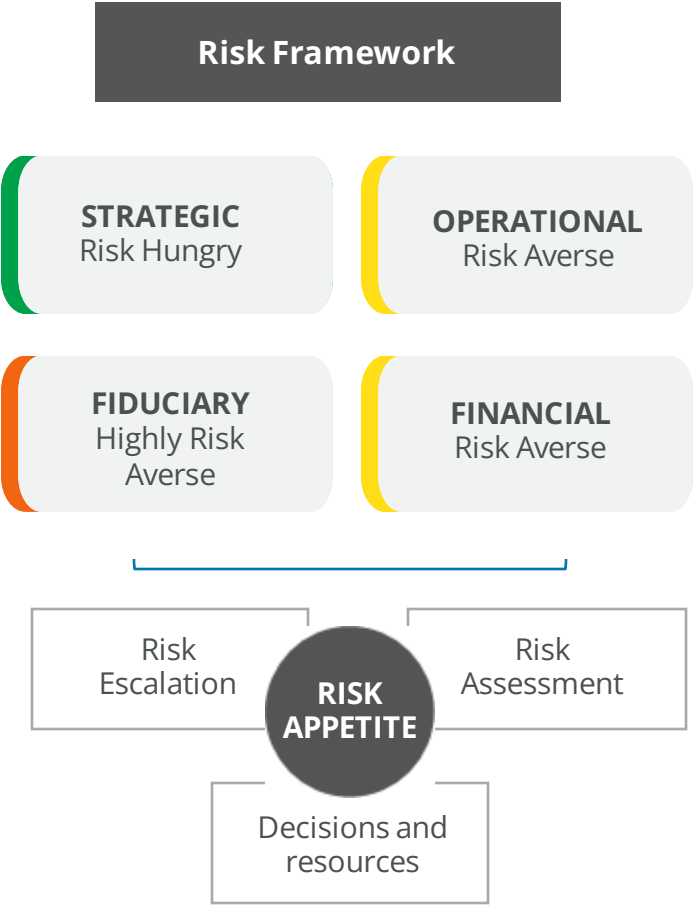 Risk Framework
STRATEGIC
Risk Hungry
OPERATIONAL
Risk Averse
FIDUCIARY
Highly Risk
Averse
FINANCIAL
Risk Averse
Risk
Escalation
RISK
APPETITE
Risk
Assessment
Decisions and
resources